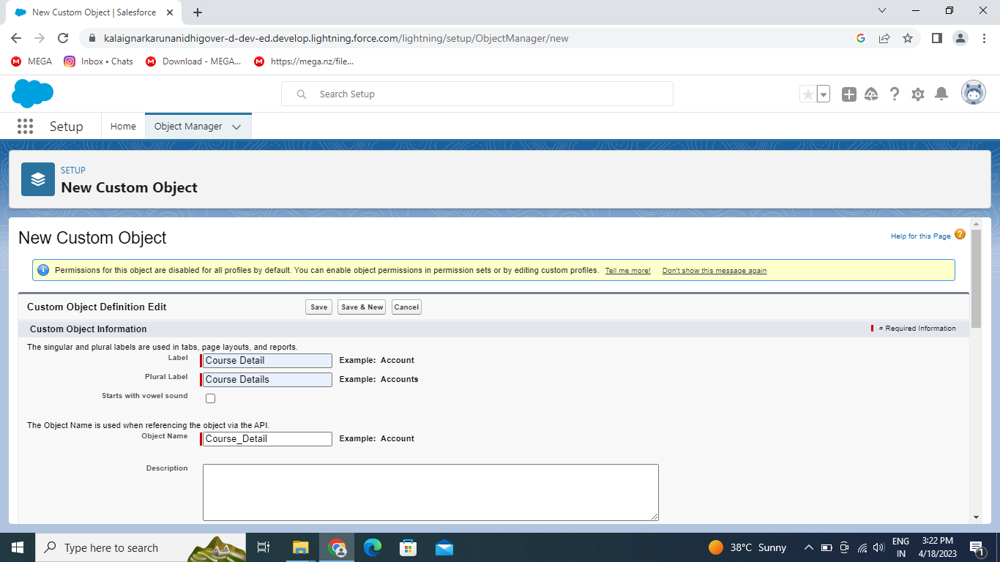 New Custom Object | Salesforce
kalaignarkarunanidhigover-d-dev-ed.develop.lightning.force.com/lightning/setup/ObjectManager/new
MEGA
Inbox • Chats
Download - MEGA...
https://mega.nz/file...
Search Setup
Setup
Home
Object Manager
SETUP
New Custom Object
New Custom Object
Help for this Page
Permissions for this object are disabled for all profiles by default. You can enable object permissions in permission sets or by editing custom profiles. Tell me more! Don't show this message again
Custom Object Definition Edit
Save
Save & New
Cancel
Custom Object Information
= Required Information
The singular and plural labels are used in tabs, page layouts, and reports.
Label
Course Detail
Example: Account
Plural Label
Course Details
Example: Accounts
Starts with vowel sound
The Object Name is used when referencing the object via the API.
Object Name
Course_Detail
Example: Account
Description
Type here to search
38°C Sunny
ENG
IN
3:22 PM
4/18/2023
1